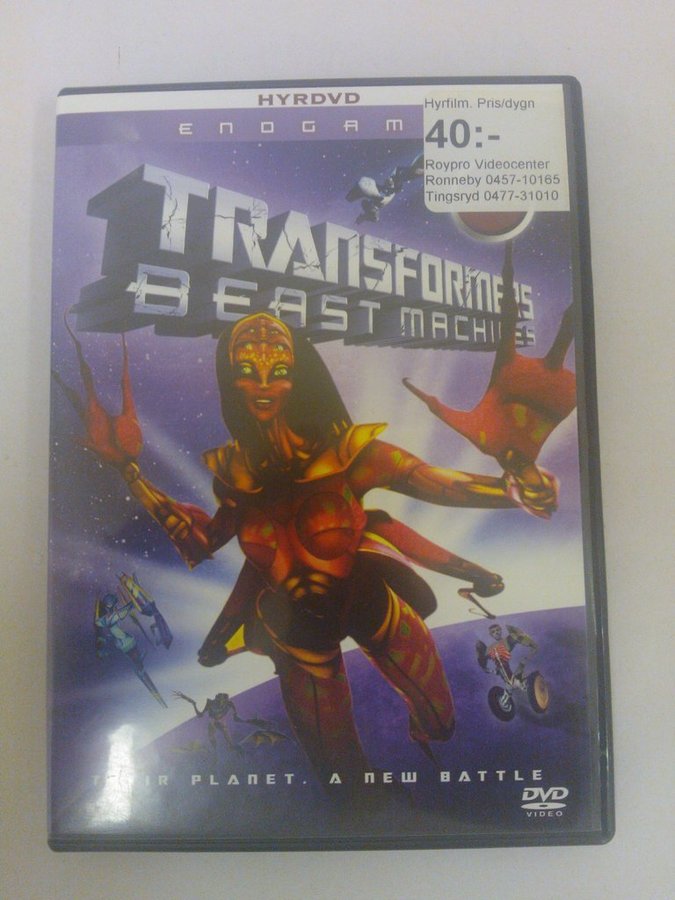 HYRDVD
ENDGAM
Hyrfilm. Pris/dygn
40:-
Roypro Videocenter
Ronneby 0457-10165
Tingsryd 0477-31010
TRANSFORMERS
BEAST MACHINES
THEIR PLANET. A NEW BATTLE
DVD
VIDEO